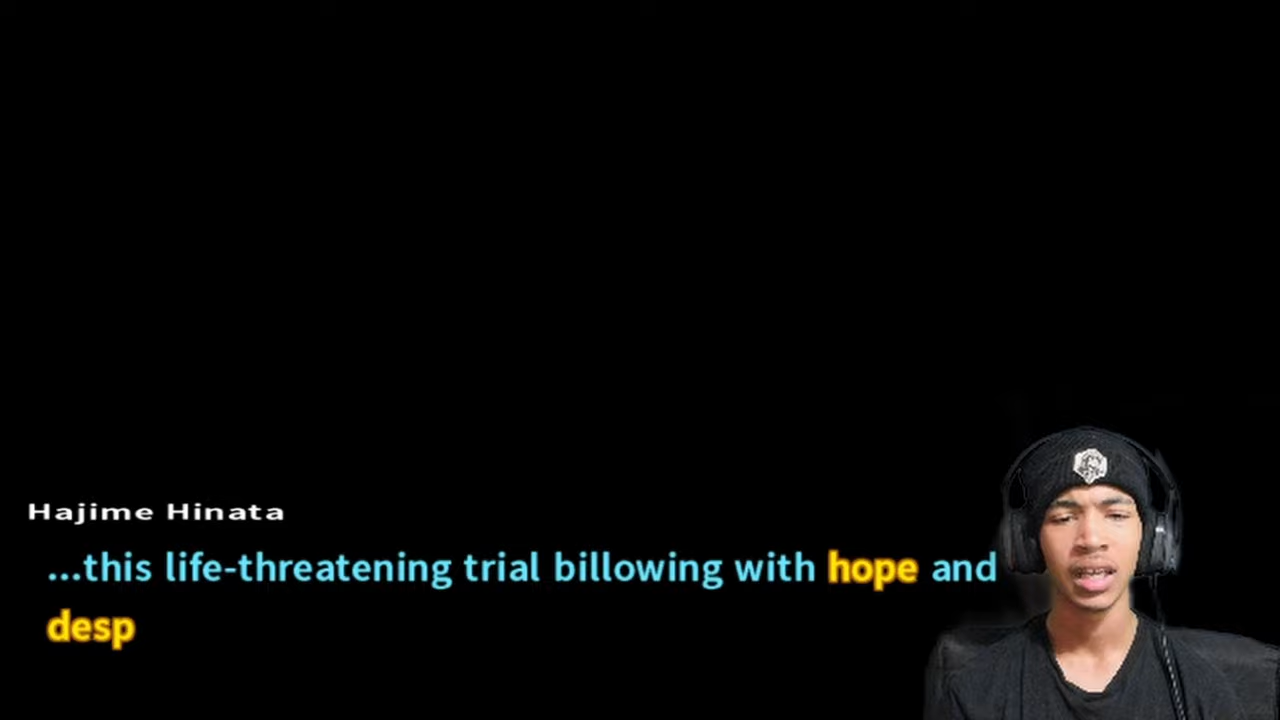 Hajime Hinata
...this life-threatening trial billowing with hope and
desp